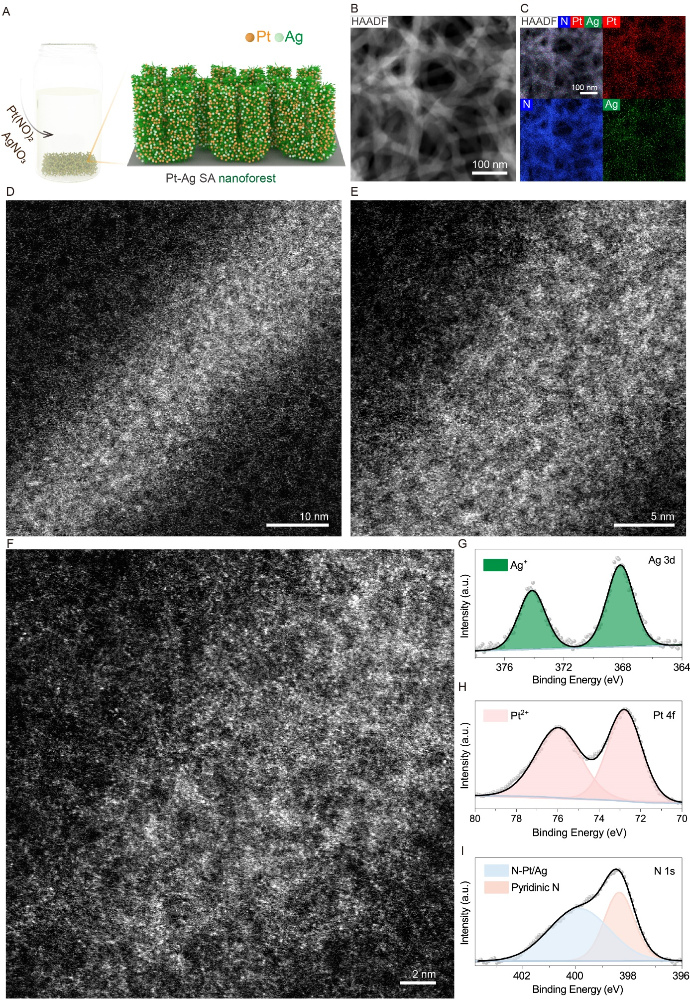 A
Pt Ag
Pt(NO)₂
AgNO₃
Pt-Ag SA nanoforest
B
HAADF
100 nm
C
HAADF N Pt Ag Pt
100 nm
N Ag
D
10 nm
E
5 nm
F
2 nm
G
Ag⁺ Ag 3d
Intensity (a.u.)
376 372 368 364
Binding Energy (eV)
H
Pt²⁺ Pt 4f
Intensity (a.u.)
80 78 76 74 72 70
Binding Energy (eV)
I
N-Pt/Ag N 1s
Pyridinic N
Intensity (a.u.)
402 400 398 396
Binding Energy (eV)